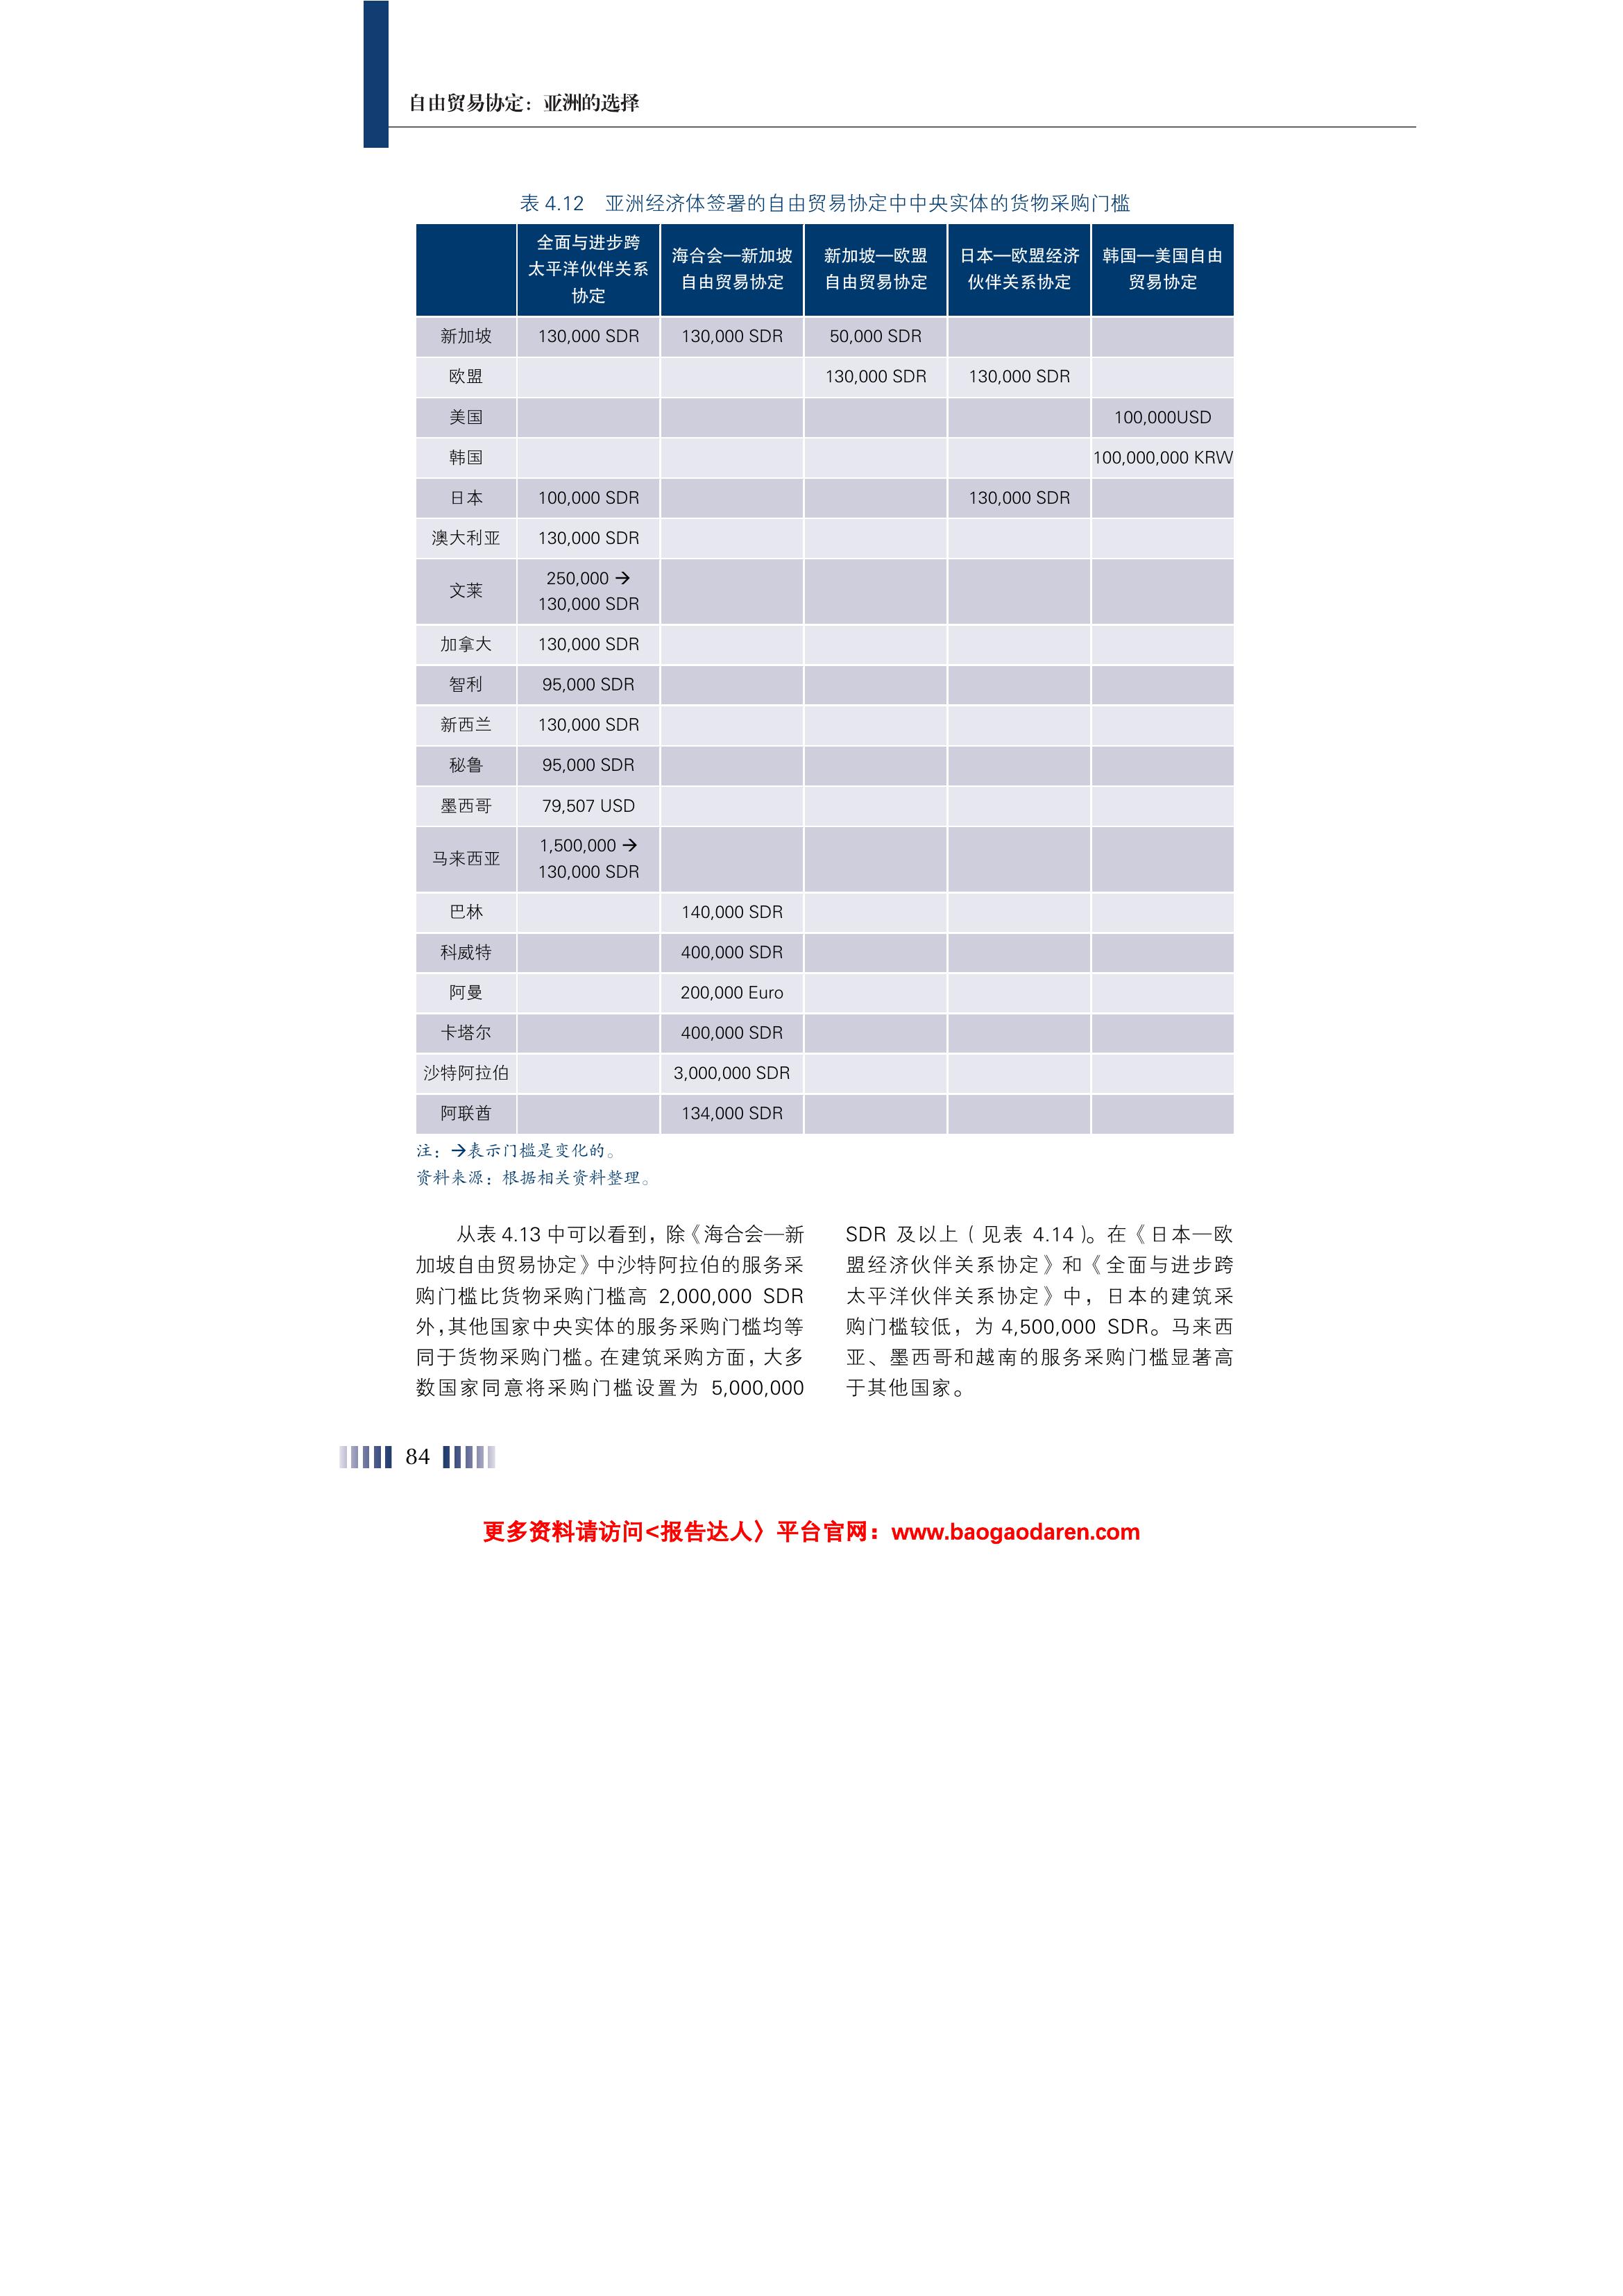 自由贸易协定：亚洲的选择
表 4.12 亚洲经济体签署的自由贸易协定中中央实体的货物采购门槛
全面与进步跨
太平洋伙伴关系
协定
海合会—新加坡
自由贸易协定
新加坡—欧盟
自由贸易协定
日本—欧盟经济
伙伴关系协定
韩国—美国自由
贸易协定
新加坡 130,000 SDR 130,000 SDR 50,000 SDR
欧盟 130,000 SDR 130,000 SDR
美国 100,000USD
韩国 100,000,000 KRW
日本 100,000 SDR 130,000 SDR
澳大利亚 130,000 SDR
文莱
250,000 →
130,000 SDR
加拿大 130,000 SDR
智利 95,000 SDR
新西兰 130,000 SDR
秘鲁 95,000 SDR
墨西哥 79,507 USD
马来西亚
1,500,000 →
130,000 SDR
巴林 140,000 SDR
科威特 400,000 SDR
阿曼 200,000 Euro
卡塔尔 400,000 SDR
沙特阿拉伯 3,000,000 SDR
阿联酋 134,000 SDR
注：→表示门槛是变化的。
资料来源：根据相关资料整理。
从表 4.13 中可以看到，除《海合会—新
加坡自由贸易协定》中沙特阿拉伯的服务采
购门槛比货物采购门槛高 2,000,000 SDR
外，其他国家中央实体的服务采购门槛均等
同于货物采购门槛。在建筑采购方面，大多
数国家同意将采购门槛设置为 5,000,000
SDR 及以上（见表 4.14）。在《日本—欧
盟经济伙伴关系协定》和《全面与进步跨
太平洋伙伴关系协定》中，日本的建筑采
购门槛较低，为 4,500,000 SDR。马来西
亚、墨西哥和越南的服务采购门槛显著高
于其他国家。
84
更多资料请访问<报告达人〉平台官网：www.baogaodaren.com